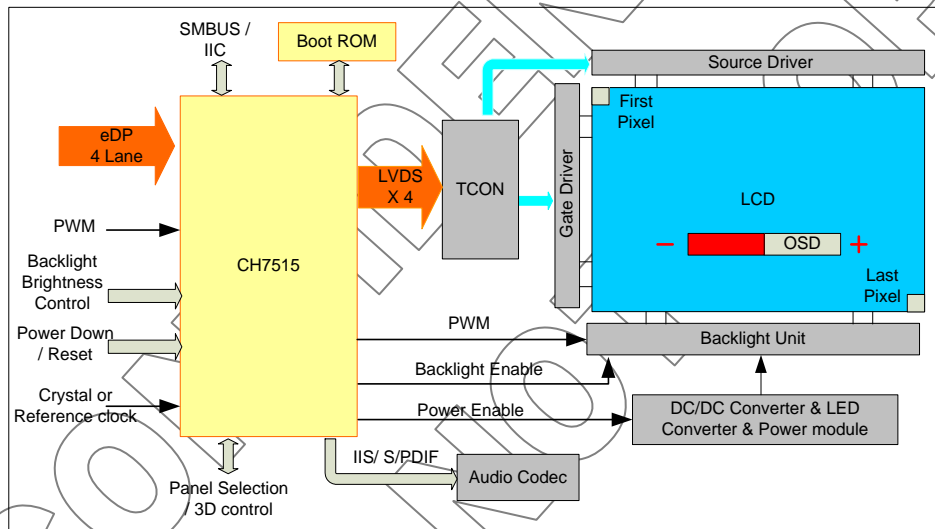 SMBUS /
IIC
Boot ROM
Source Driver
First
Pixel
eDP
4 Lane
LVDS
X 4
TCON
Gate Driver
LCD
PWM
− OSD +
CH7515
Backlight
Brightness
Control
Last
Pixel
PWM
Power Down
/ Reset
Backlight Unit
Backlight Enable
Crystal or
Reference clock
Power Enable
DC/DC Converter & LED
Converter & Power module
IIS/ S/PDIF
Audio Codec
Panel Selection
/ 3D control